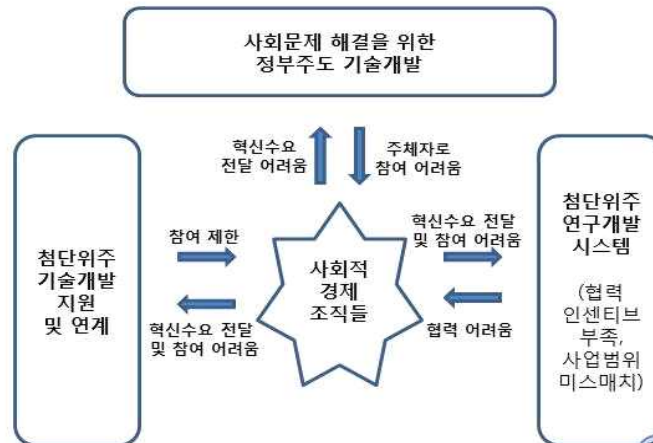 사회문제 해결을 위한
정부주도 기술개발
혁신수요
전달 어려움
주체자로
참여 어려움
첨단위주
기술개발
지원
및 연계
참여 제한
혁신수요 전달
및 참여 어려움
사회적
경제
조직들
혁신수요 전달
및 참여 어려움
협력 어려움
첨단위주
연구개발
시스템
(협력
인센티브
부족,
사업범위
미스매치)